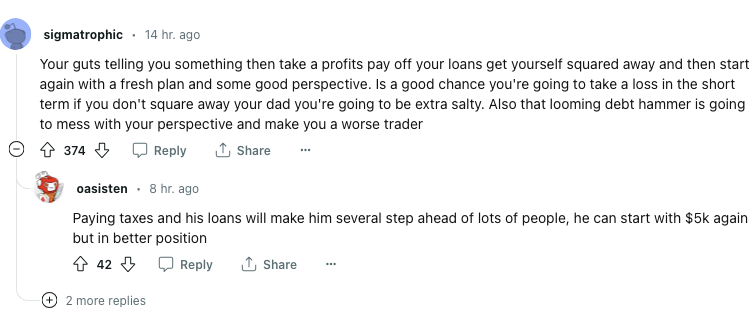 sigmatrophic · 14 hr. ago
Your guts telling you something then take a profits pay off your loans get yourself squared away and then start
again with a fresh plan and some good perspective. Is a good chance you're going to take a loss in the short
term if you don't square away your dad you're going to be extra salty. Also that looming debt hammer is going
to mess with your perspective and make you a worse trader
374 Reply Share ···
oasisten · 8 hr. ago
Paying taxes and his loans will make him several step ahead of lots of people, he can start with $5k again
but in better position
42 Reply Share ···
2 more replies